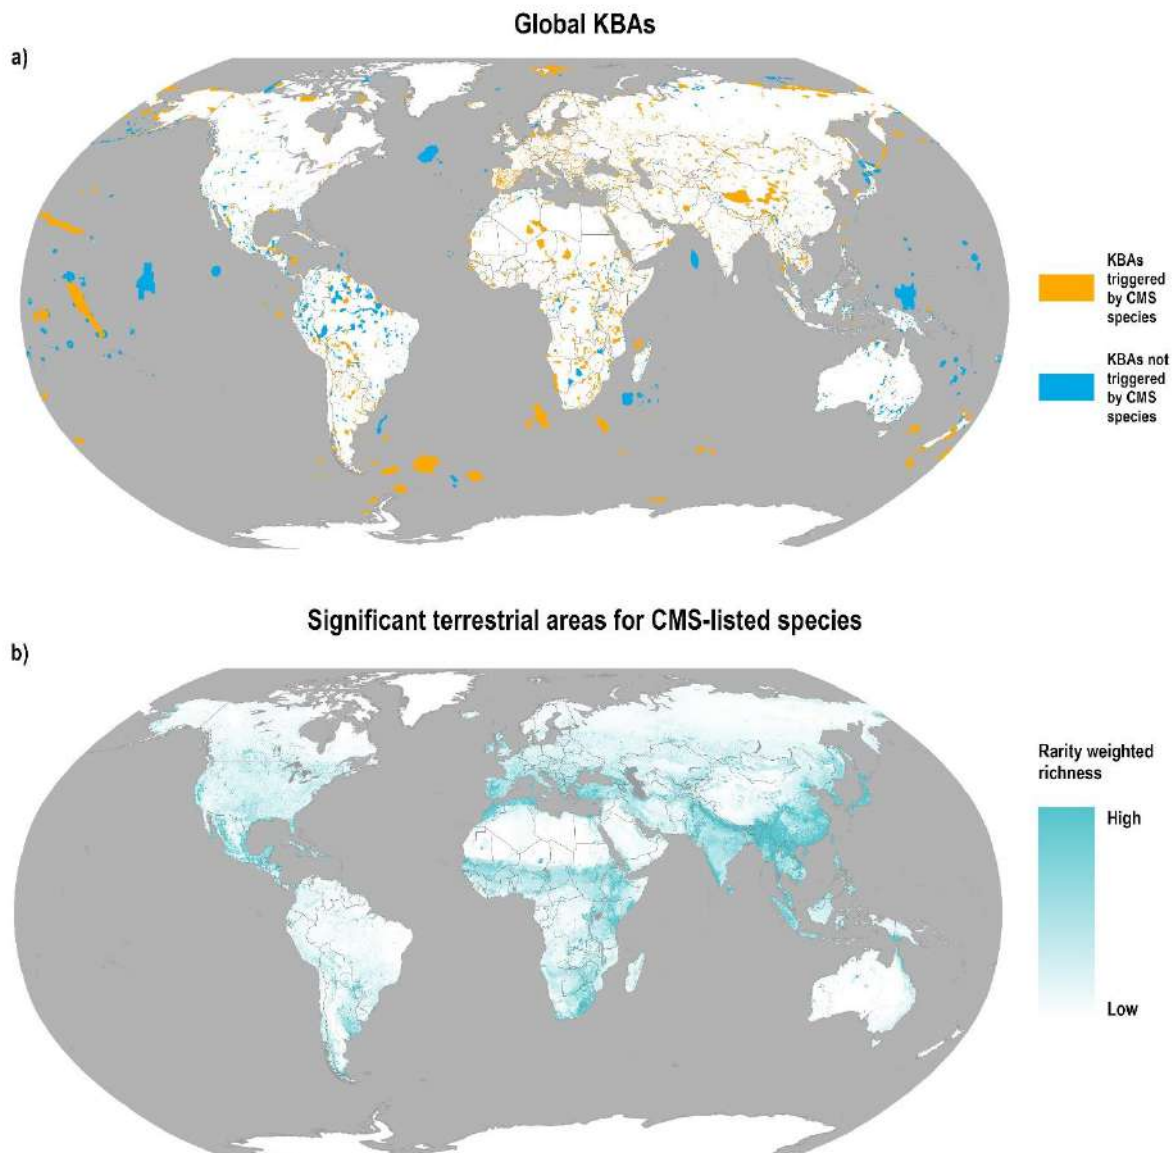 Global KBAs
a)
KBAs
triggered
by CMS
species
KBAs not
triggered
by CMS
species
Significant terrestrial areas for CMS-listed species
b)
Rarity weighted
richness
High
Low